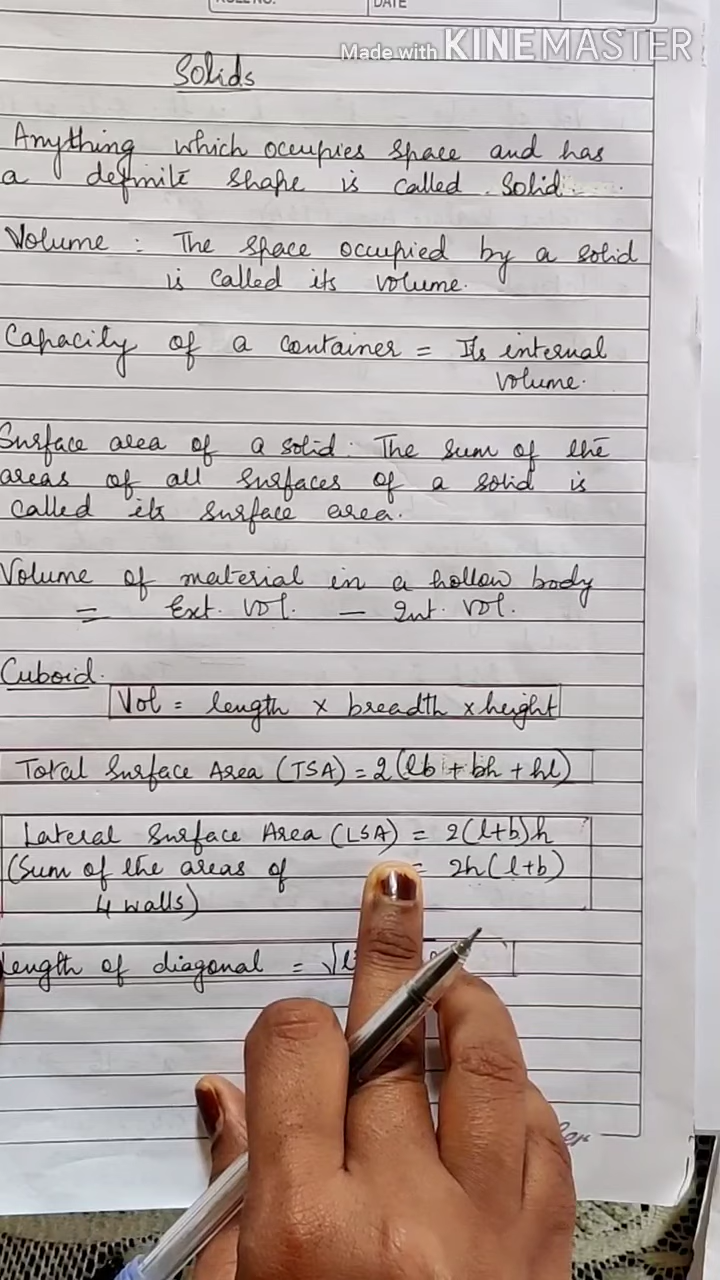 DATE
Made with KINEMASTER
Solids
Anything which occupies space and has
a definite shape is called solid.
Volume : The space occupied by a solid
is called its volume.
Capacity of a container = Its internal
volume.
Surface area of a solid : The sum of the
areas of all surfaces of a solid is
called its surface area.
Volume of material in a hollow body
= Ext. Vol. - Int. Vol.
Cuboid.
Vol = length x breadth x height
Total Surface Area (TSA) = 2(lb + bh + hl)
Lateral Surface Area (LSA) = 2(l+b)h
(Sum of the areas of = 2h(l+b)
4 walls)
length of diagonal = √